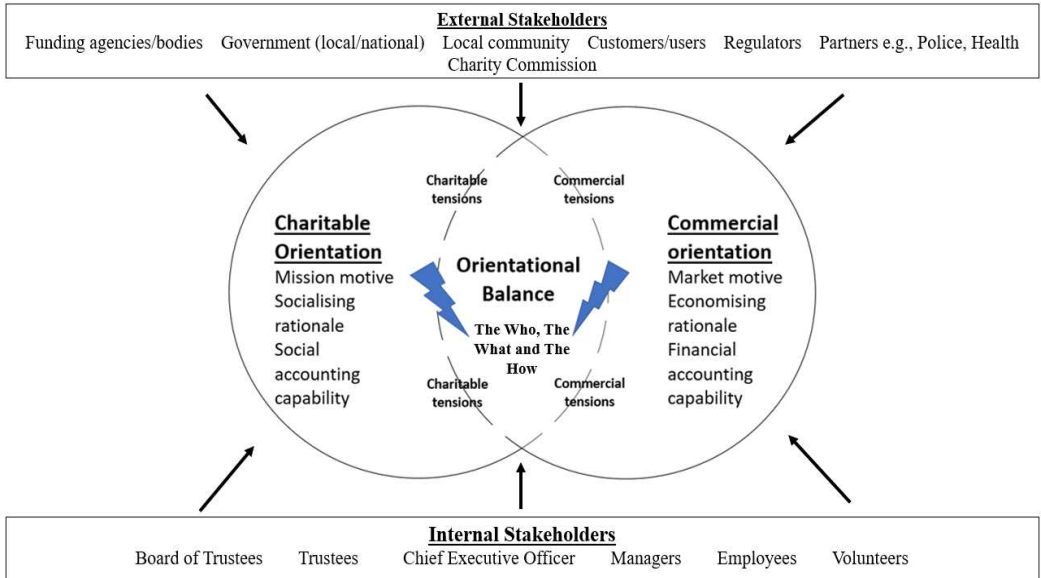 External Stakeholders
Funding agencies/bodies Government (local/national) Local community Customers/users Regulators Partners e.g., Police, Health
Charity Commission
Charitable
tensions
Commercial
tensions
Charitable
Orientation
Mission motive
Socialising
rationale
Social
accounting
capability
Orientational
Balance
The Who, The
What and The
How
Commercial
orientation
Market motive
Economising
rationale
Financial
accounting
capability
Charitable
tensions
Commercial
tensions
Internal Stakeholders
Board of Trustees Trustees Chief Executive Officer Managers Employees Volunteers